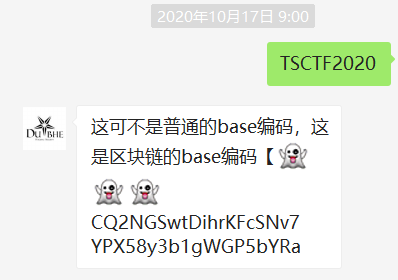 2020年10月17日 9:00
TSCTF2020
DUBHE
这可不是普通的base编码，这
是区块链的base编码【👻
👻👻
CQ2NGSwtDihrKFcSNv7
YPX58y3b1gWGP5bYRa